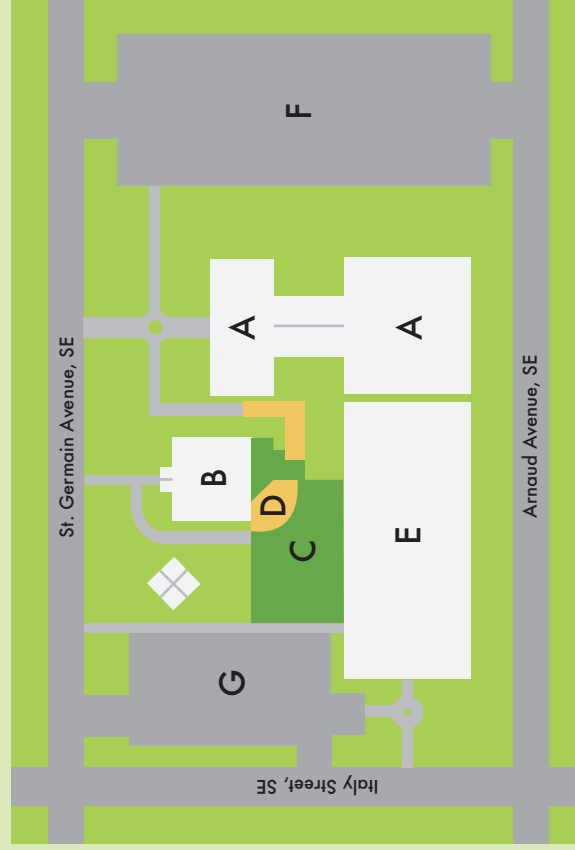 F
A
A
St. Germain Avenue, SE
Arnaud Avenue, SE
B
D
E
C
G
Italy Street, SE